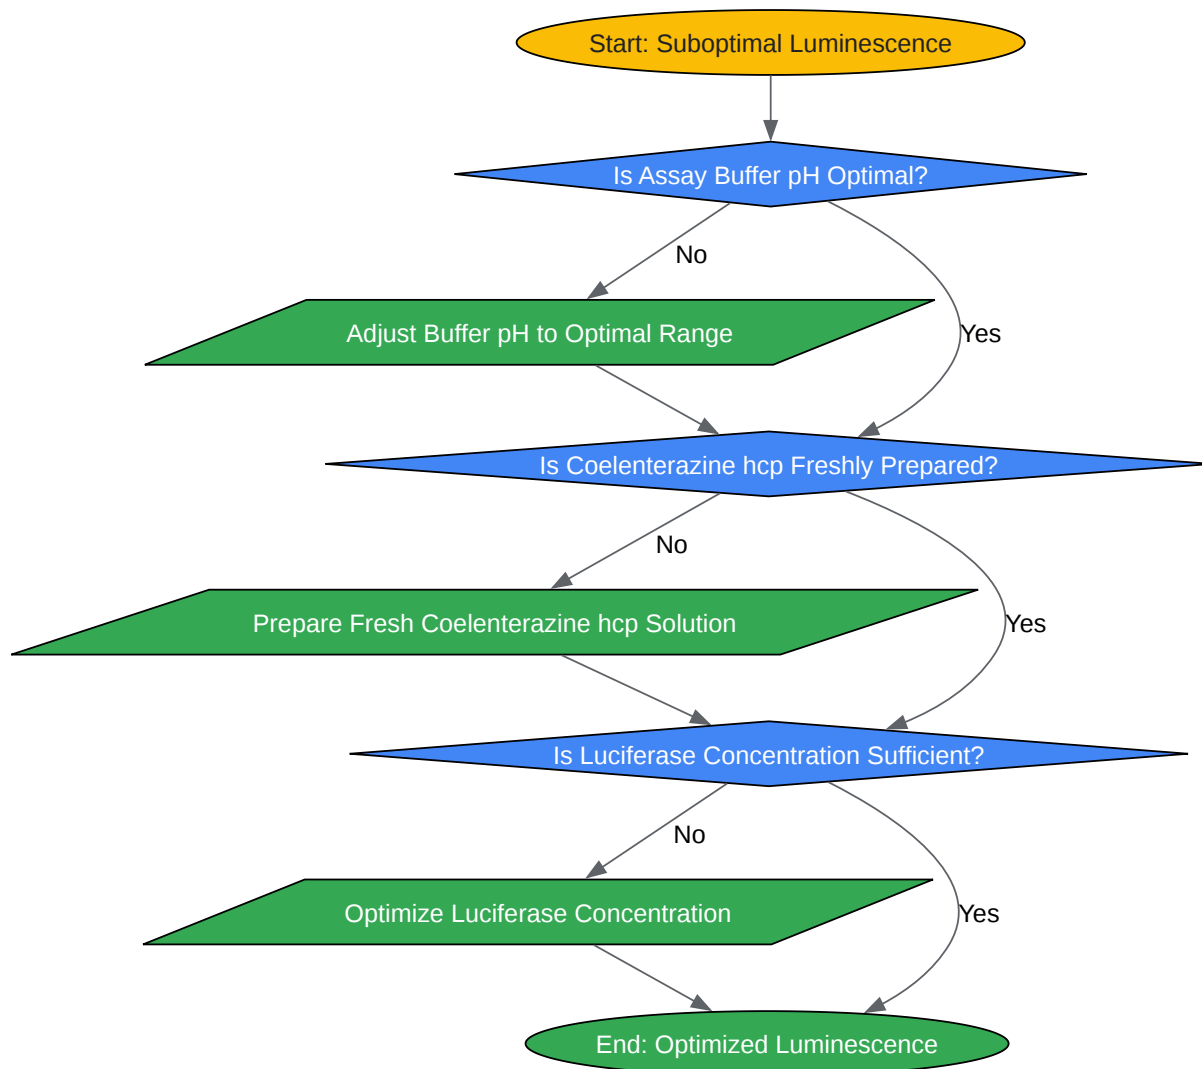 Start: Suboptimal Luminescence
Is Assay Buffer pH Optimal?
No
Adjust Buffer pH to Optimal Range
Yes
Is Coelenterazine hcp Freshly Prepared?
No
Prepare Fresh Coelenterazine hcp Solution
Yes
Is Luciferase Concentration Sufficient?
No
Optimize Luciferase Concentration
Yes
End: Optimized Luminescence